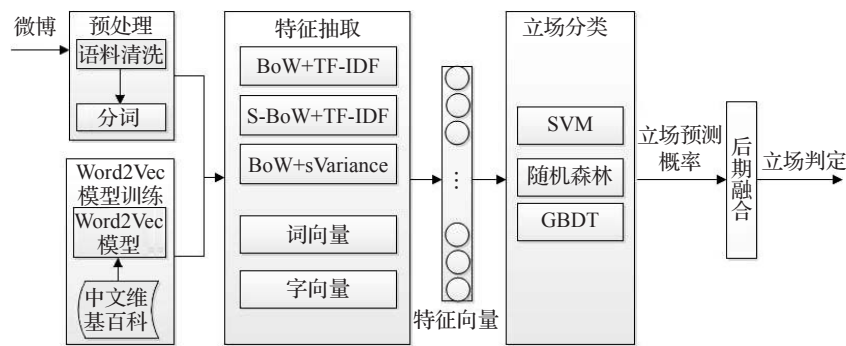 微博
预处理
语料清洗
分词
Word2Vec
模型训练
Word2Vec
模型
中文维
基百科
特征抽取
BoW+TF-IDF
S-BoW+TF-IDF
BoW+sVariance
词向量
字向量
⋮
特征向量
立场分类
SVM
随机森林
GBDT
立场预测
概率
后期融合
立场判定